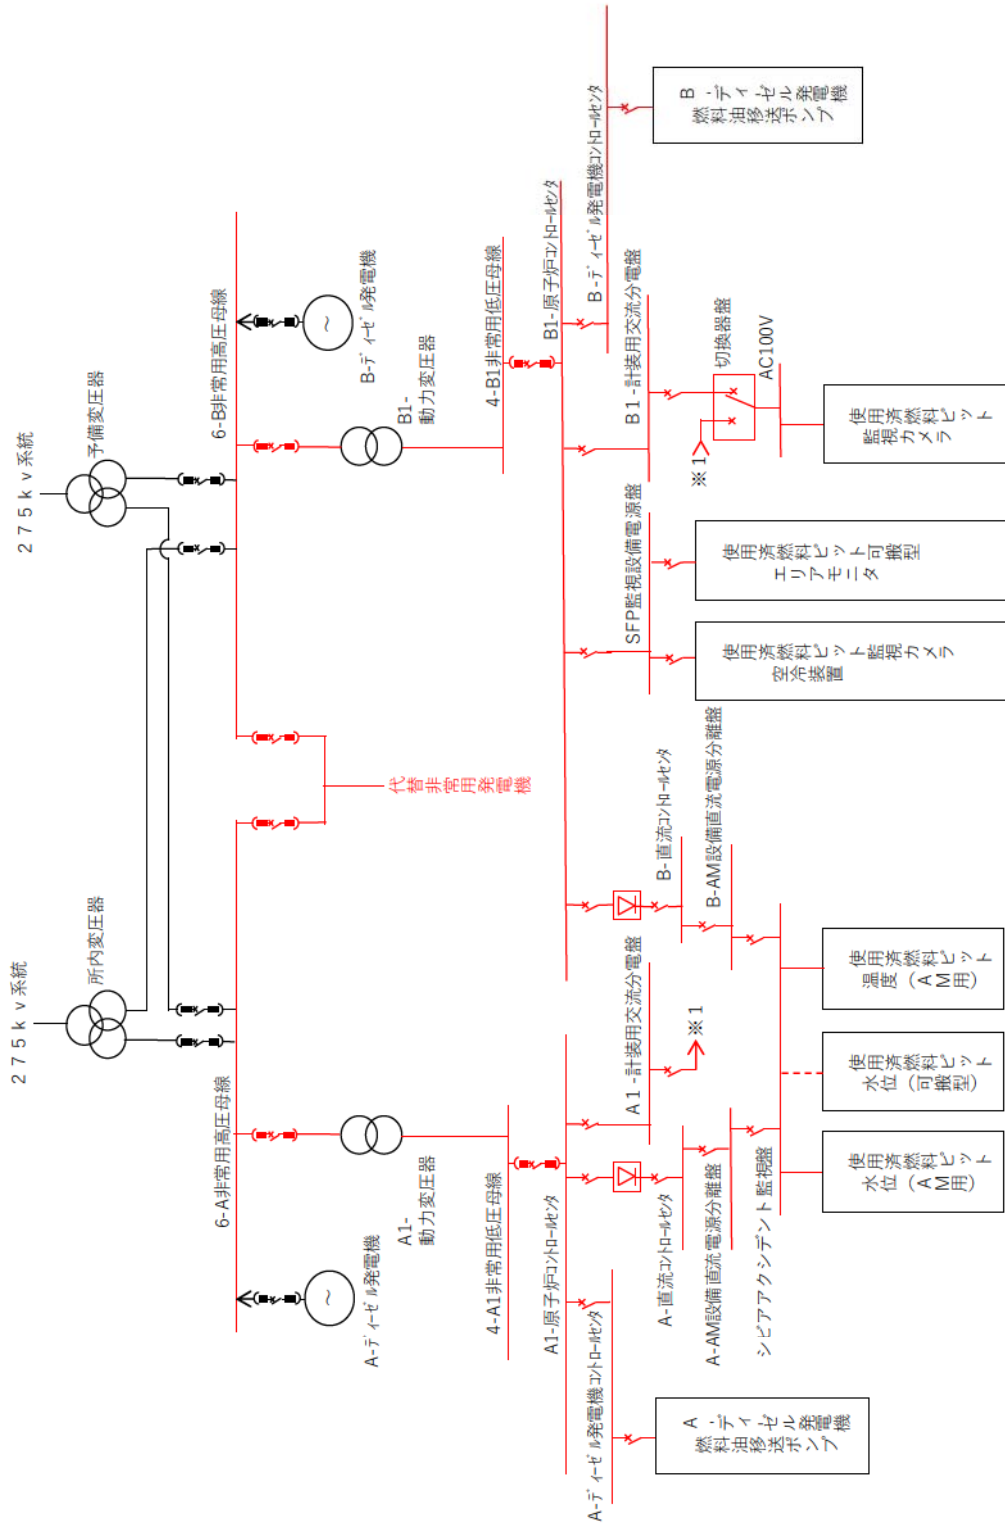 275kv系統
275kv系統
所内変圧器
予備変圧器
6-A非常用高圧母線
6-B非常用高圧母線
A-ディーゼル発電機
B-ディーゼル発電機
代替非常用発電機
A1-
動力変圧器
B1-
動力変圧器
4-A1非常用低圧母線
4-B1非常用低圧母線
A1-原子炉コントロールセンタ
B1-原子炉コントロールセンタ
A-ディーゼル発電機コントロールセンタ
B-ディーゼル発電機コントロールセンタ
A1-計装用交流分電盤
SFP監視設備電源盤
B1-計装用交流分電盤
A-直流コントロールセンタ
B-直流コントロールセンタ
※1
※1
切換器盤
A-AM設備直流電源分離盤
B-AM設備直流電源分離盤
AC100V
シビアアクシデント監視盤
A-ディーゼル発電機
燃料油移送ポンプ
使用済燃料ピット
水位(AM用)
使用済燃料ピット
水位(可搬型)
使用済燃料ピット
温度(AM用)
使用済燃料ピット監視カメラ
空冷装置
使用済燃料ピット可搬型
エリアモニタ
使用済燃料ピット
監視カメラ
B-ディーゼル発電機
燃料油移送ポンプ